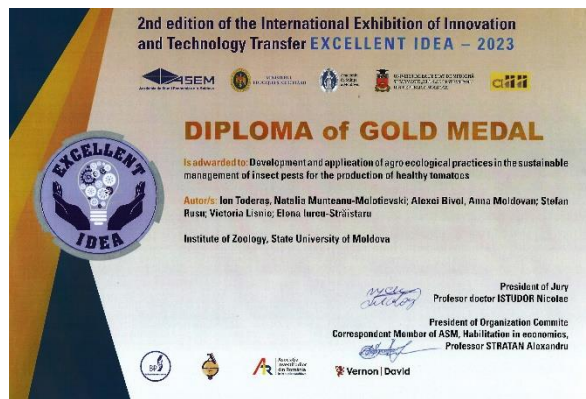 2nd edition of the International Exhibition of Innovation
and Technology Transfer EXCELLENT IDEA – 2023
ASEM
DIPLOMA of GOLD MEDAL
Is adwarded to: Development and application of agro ecological practices in the sustainable
management of insect pests for the production of healthy tomatoes
Autor/s: Ion Toderaș, Natalia Munteanu-Molotievski; Alexei Bivol, Anna Moldovan; Stefan
Rusu; Victoria Lisnic; Elena Iurcu-Străistaru
Institute of Zoology, State University of Moldova
EXCELLENT
IDEA
President of Jury
Profesor doctor ISTUDOR Nicolae
President of Organization Commite
Correspondent Member of ASM, Habilitation in economics,
Professor STRATAN Alexandru
Vernon | David